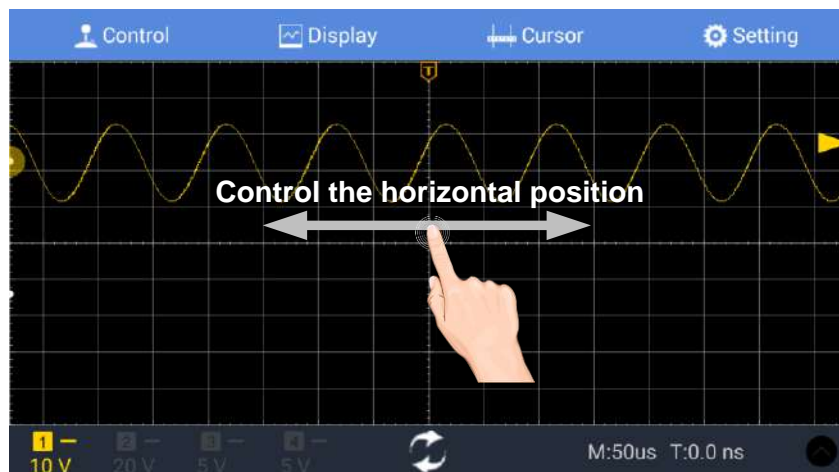 Control Display Cursor Setting
T
Control the horizontal position
1 2 3 4
10 V 20 V 5 V 5 V M:50us T:0.0 ns